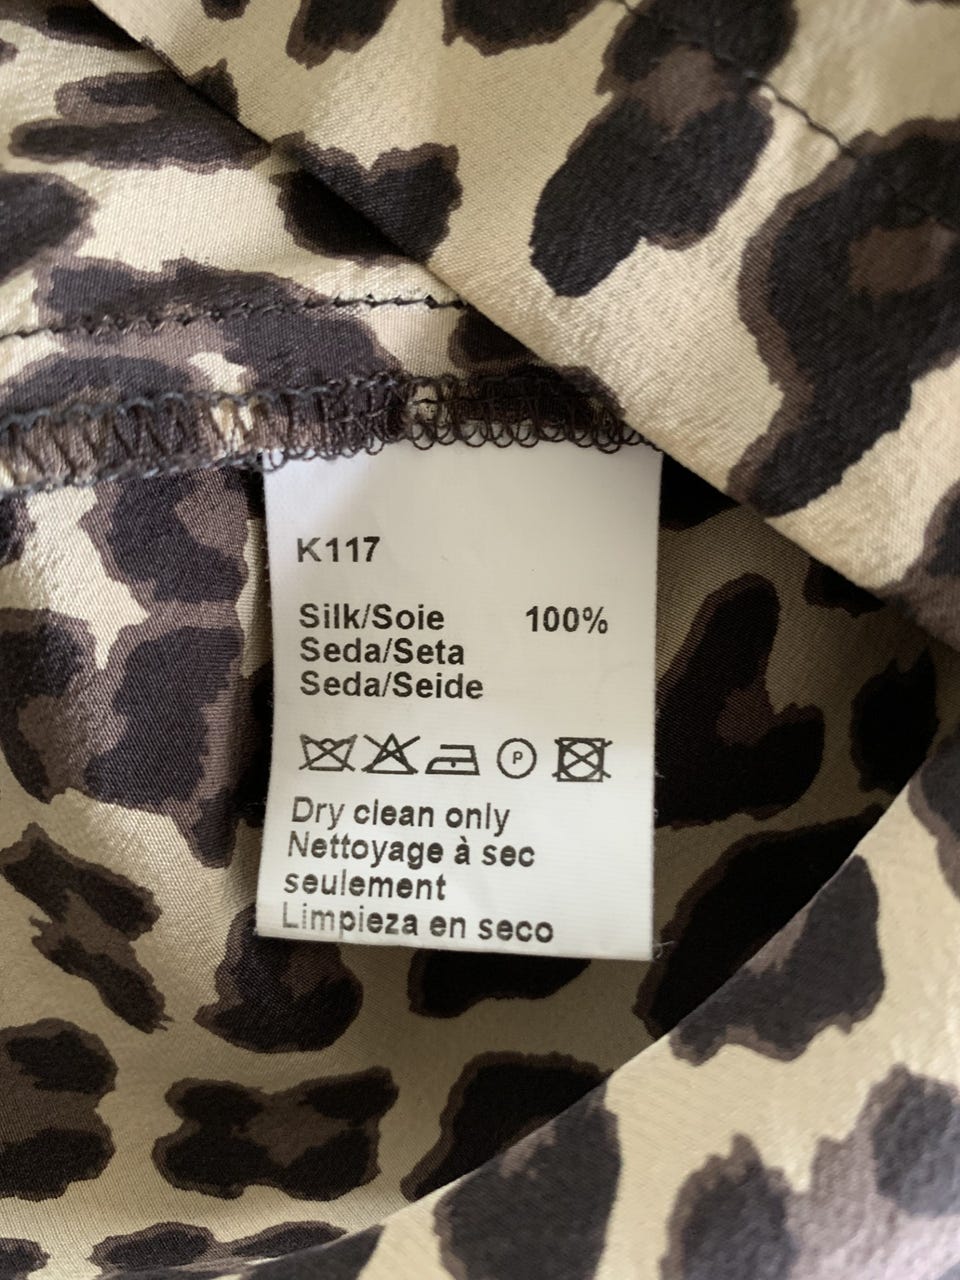 K117
Silk/Soie 100%
Seda/Seta
Seda/Seide
P
Dry clean only
Nettoyage à sec
seulement
Limpieza en seco